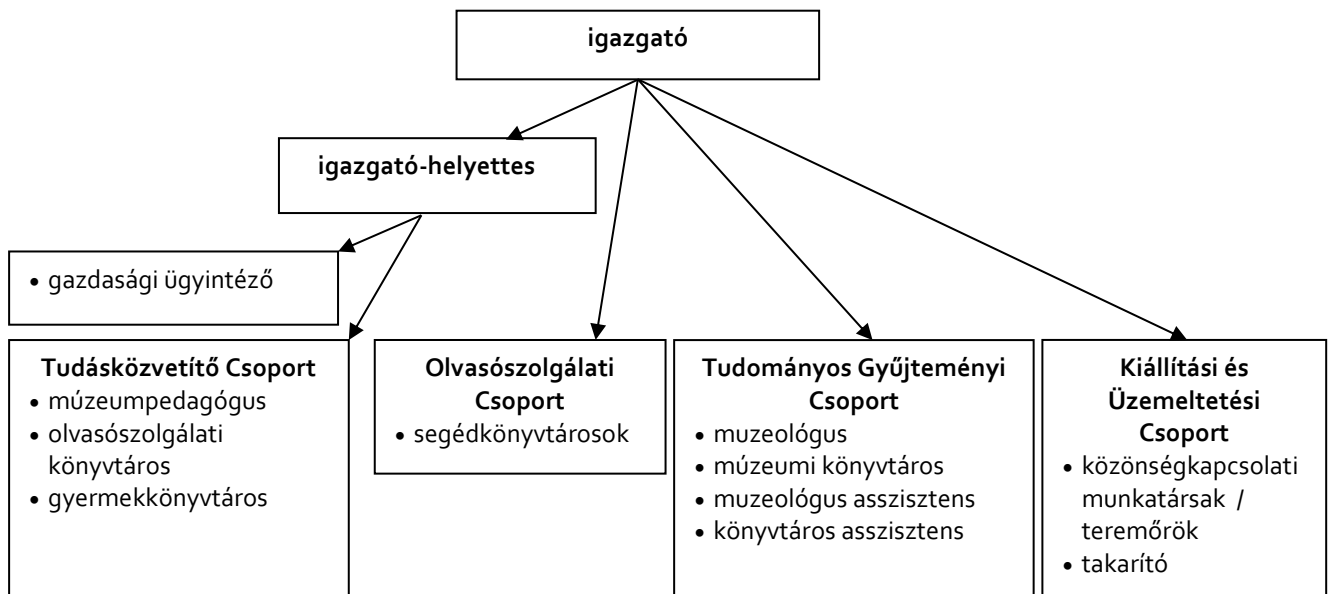 igazgató
igazgató-helyettes
• gazdasági ügyintéző
Tudásközvetítő Csoport
• múzeumpedagógus
• olvasószolgálati
könyvtáros
• gyermekkönyvtáros
Olvasószolgálati
Csoport
• segédkönyvtárosok
Tudományos Gyűjteményi
Csoport
• muzeológus
• múzeumi könyvtáros
• muzeológus asszisztens
• könyvtáros asszisztens
Kiállítási és
Üzemeltetési
Csoport
• közönségkapcsolati
munkatársak /
teremőrök
• takarító